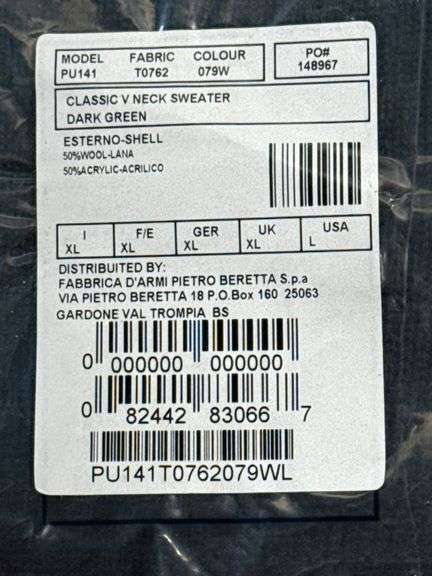 MODEL FABRIC COLOUR
PU141 T0762 079W
PO#
148967
CLASSIC V NECK SWEATER
DARK GREEN
ESTERNO-SHELL
50%WOOL-LANA
50%ACRYLIC-ACRILICO
I F/E GER UK USA
XL XL XL XL L
DISTRIBUTED BY:
FABBRICA D'ARMI PIETRO BERETTA S.p.a
VIA PIETRO BERETTA 18 P.O.Box 160 25063
GARDONE VAL TROMPIA BS
0 000000 000000
0 82442 83066 7
PU141T0762079WL